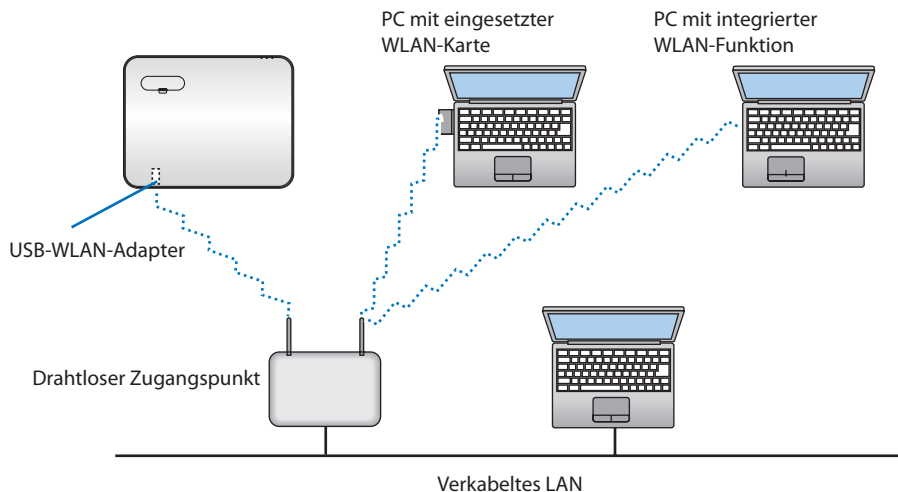 PC mit eingesetzter
WLAN-Karte
PC mit integrierter
WLAN-Funktion
USB-WLAN-Adapter
Drahtloser Zugangspunkt
Verkabeltes LAN